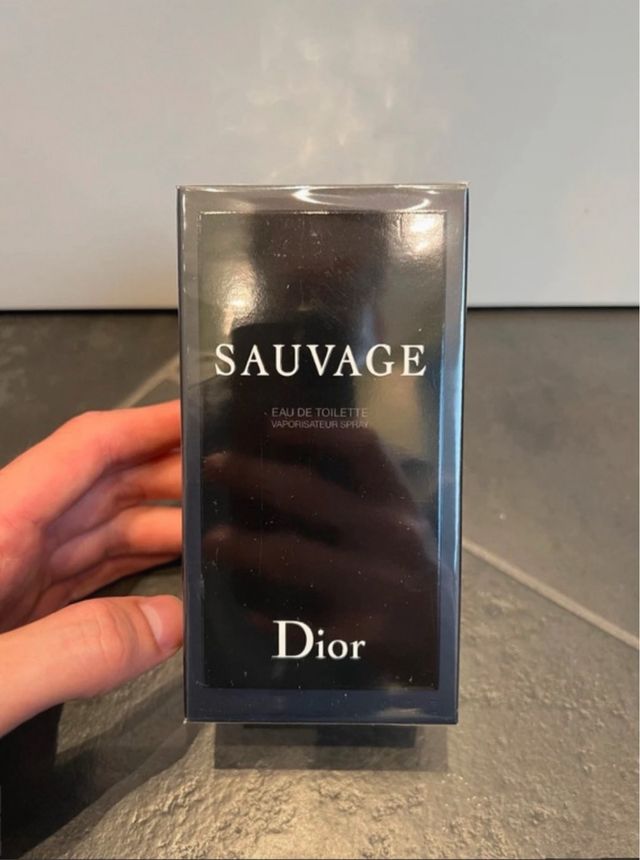 SAUVAGE
EAU DE TOILETTE
VAPORISATEUR SPRAY
Dior